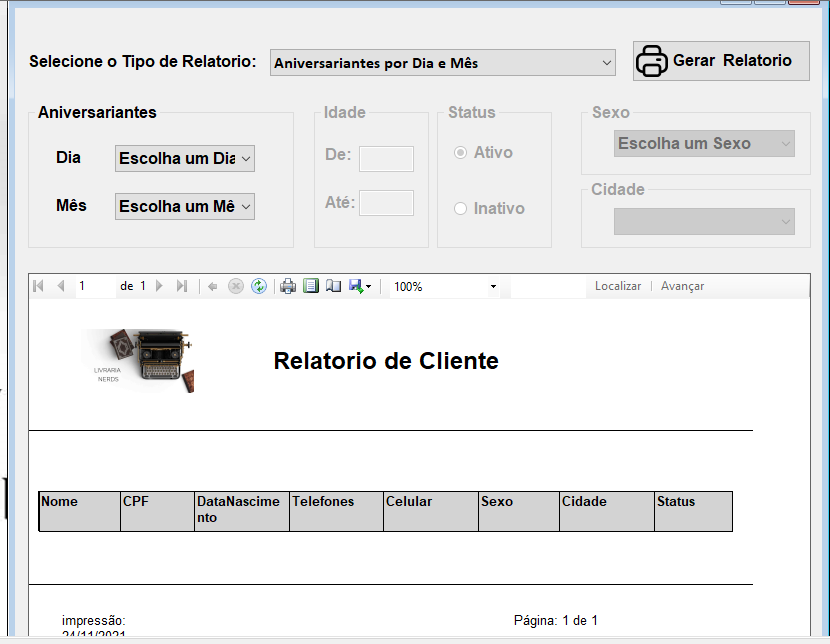 Selecione o Tipo de Relatorio: Aniversariantes por Dia e Mês Gerar Relatorio
Aniversariantes Idade Status Sexo
Dia Escolha um Dia De: Ativo Escolha um Sexo
Cidade
Mês Escolha um Mê Até: Inativo
1 de 1 100% Localizar Avançar
LIVRARIA
NERDS
Relatorio de Cliente
Nome CPF DataNascime Telefones Celular Sexo Cidade Status
nto
impressão: Página: 1 de 1
24/11/2021